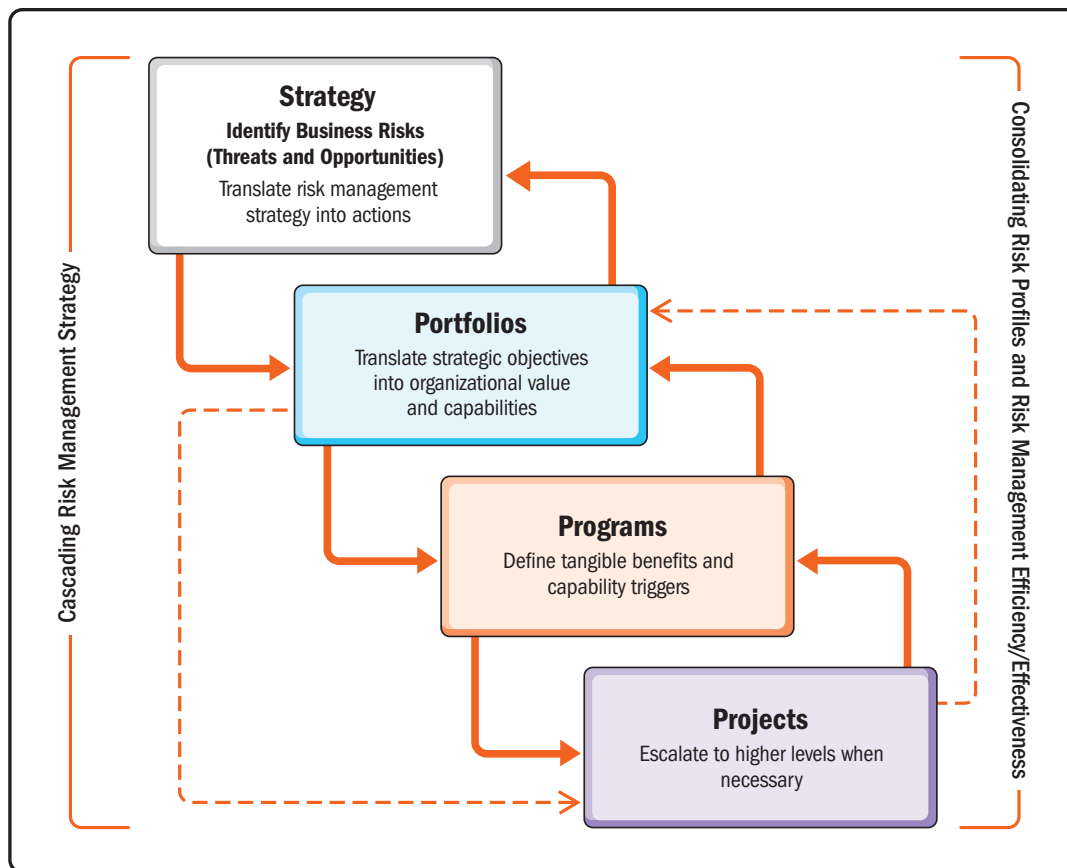 Cascading Risk Management Strategy
Strategy
Identify Business Risks
(Threats and Opportunities)
Translate risk management
strategy into actions
Portfolios
Translate strategic objectives
into organizational value
and capabilities
Programs
Define tangible benefits and
capability triggers
Projects
Escalate to higher levels when
necessary
Consolidating Risk Profiles and Risk Management Efficiency/Effectiveness